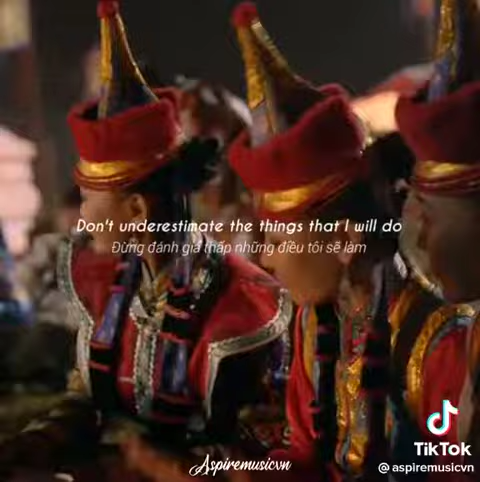 Don't underestimate the things that I will do
Đừng đánh giá thấp những điều tôi sẽ làm
Aspiremusicvn
TikTok
@aspiremusicvn